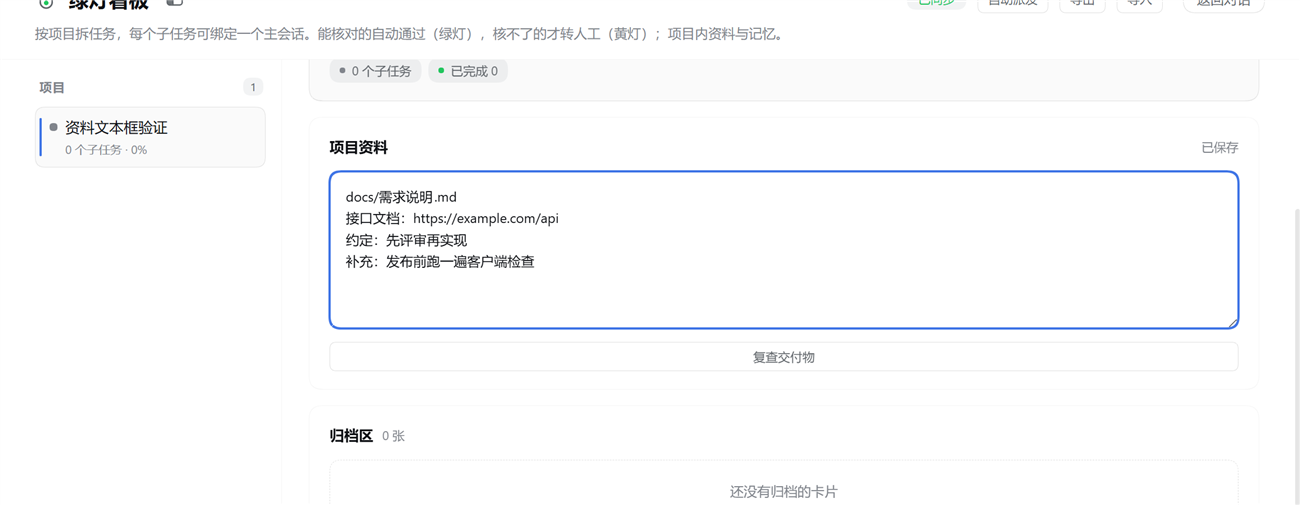 绿灯看板
已同步 自动派发 导出 导入 返回对话
按项目拆任务，每个子任务可绑定一个主会话。能核对的自动通过（绿灯），核不了的才转人工（黄灯）；项目内资料与记忆。
项目 1
资料文本框验证
0 个子任务 · 0%
0 个子任务 已完成 0
项目资料 已保存
docs/需求说明.md
接口文档：https://example.com/api
约定：先评审再实现
补充：发布前跑一遍客户端检查
复查交付物
归档区 0 张
还没有归档的卡片